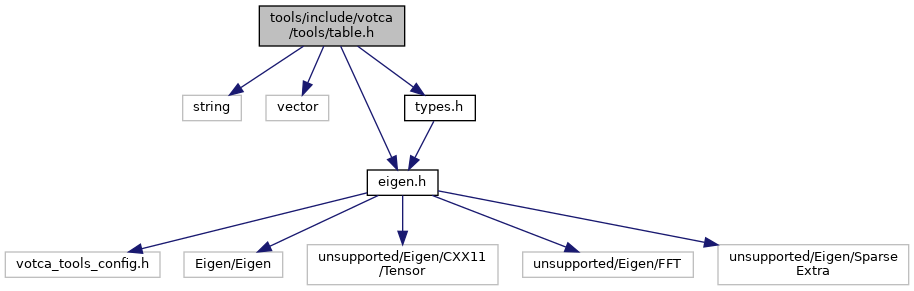 tools/include/votca
/tools/table.h
string
vector
types.h
eigen.h
votca_tools_config.h
Eigen/Eigen
unsupported/Eigen/CXX11
/Tensor
unsupported/Eigen/FFT
unsupported/Eigen/Sparse
Extra